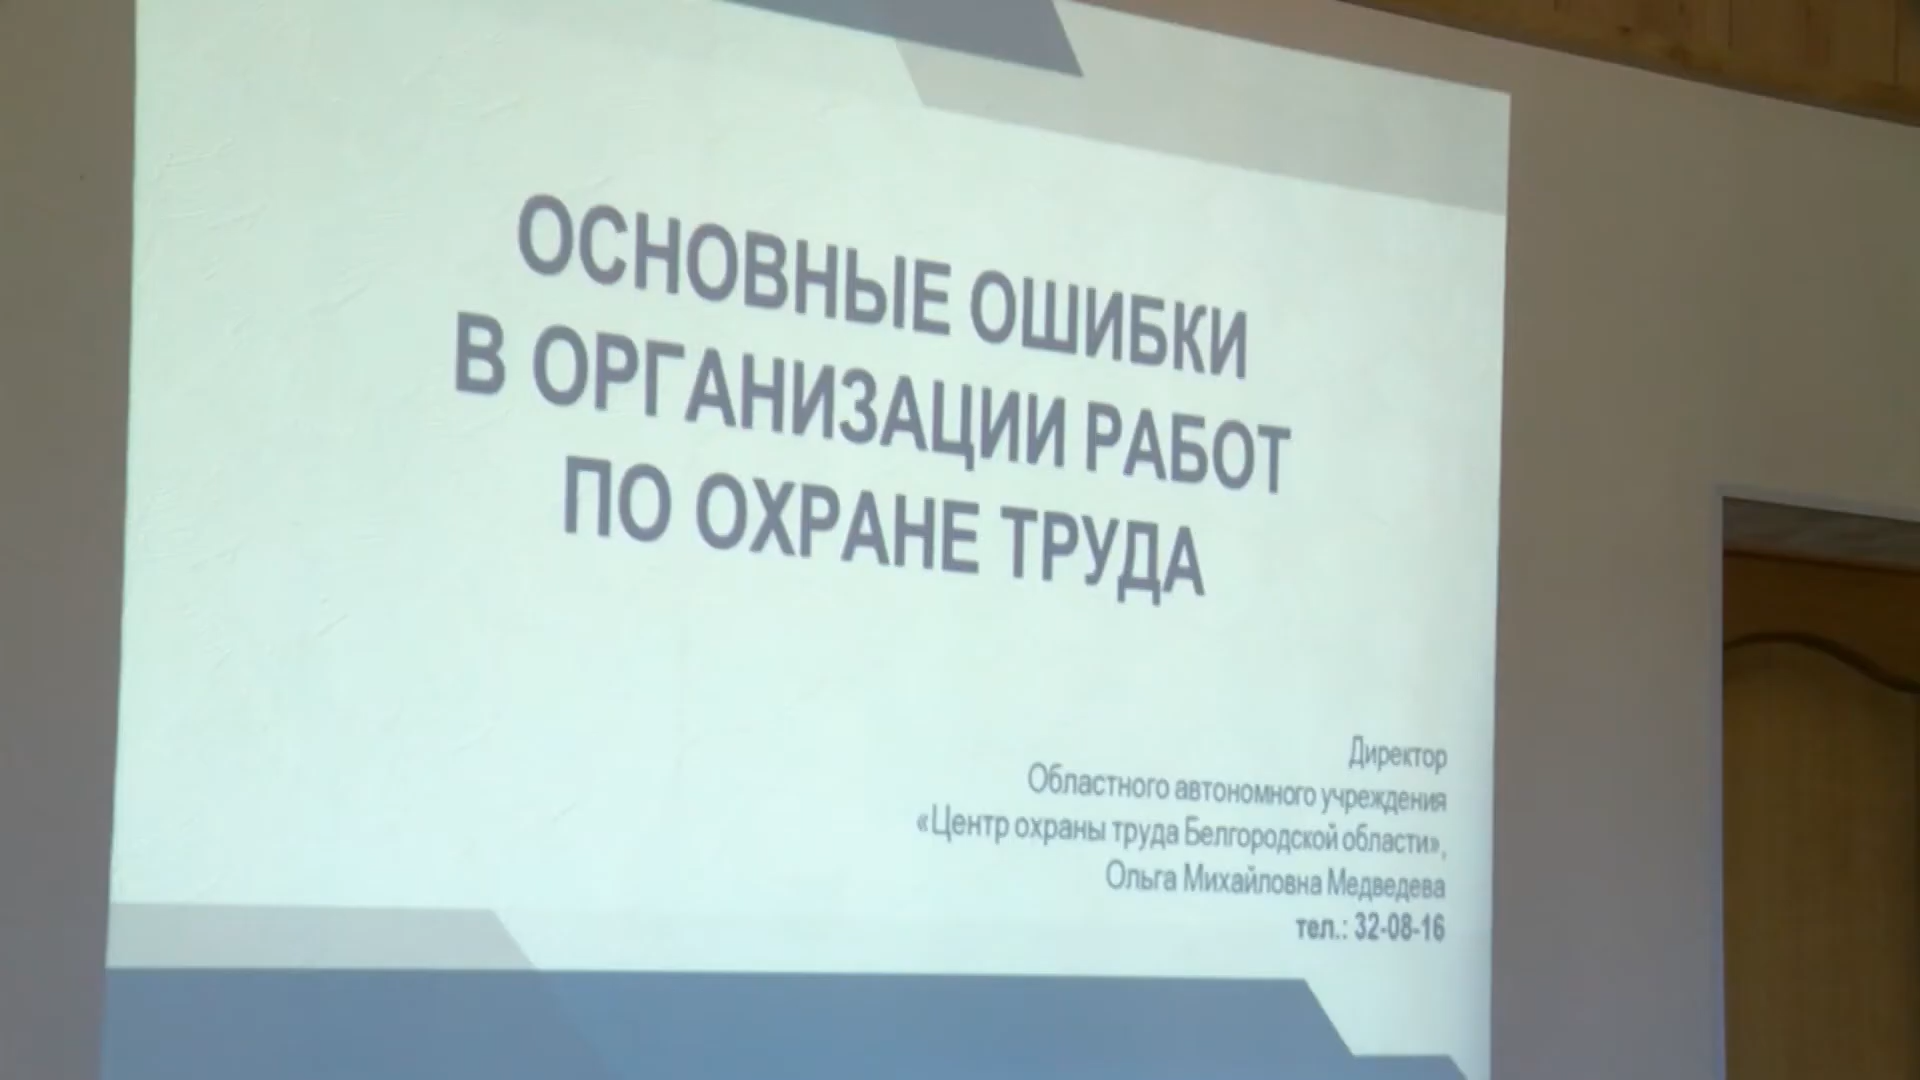 ОСНОВНЫЕ ОШИБКИ
В ОРГАНИЗАЦИИ РАБОТ
ПО ОХРАНЕ ТРУДА
Директор
Областного автономного учреждения
«Центр охраны труда Белгородской области»,
Ольга Михайловна Медведева
тел.: 32-08-16